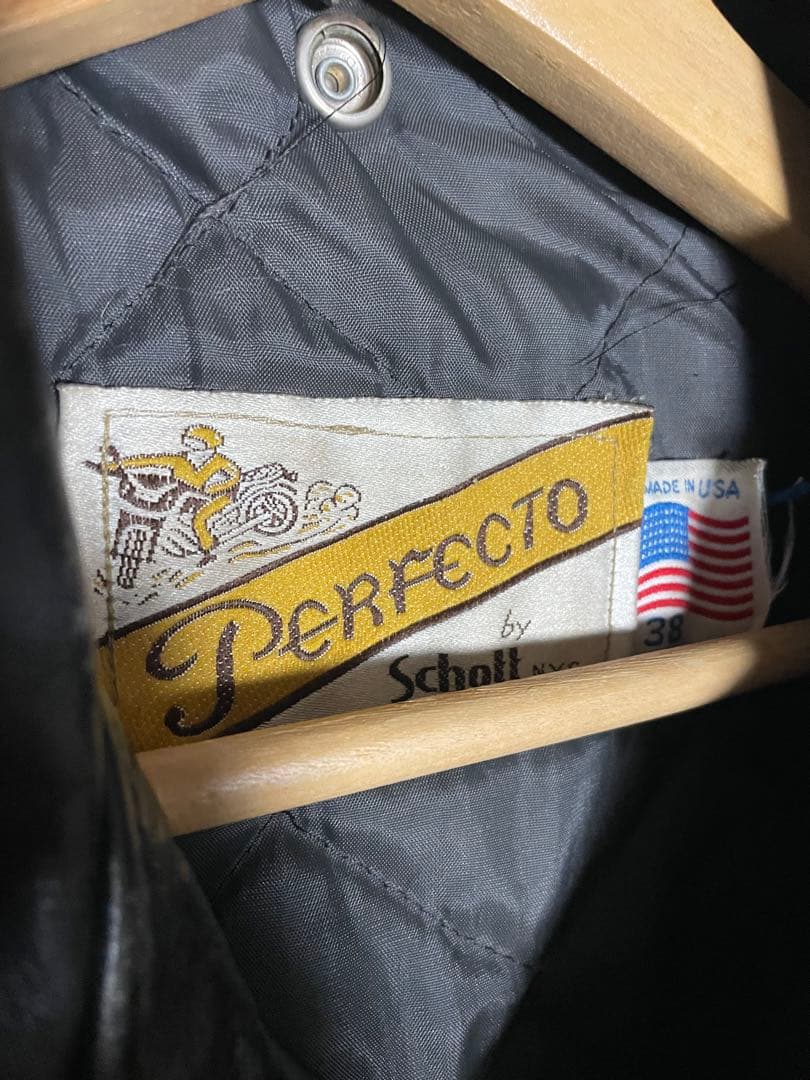 PERFECTO
by
Schott N.Y.C.
MADE IN USA
38